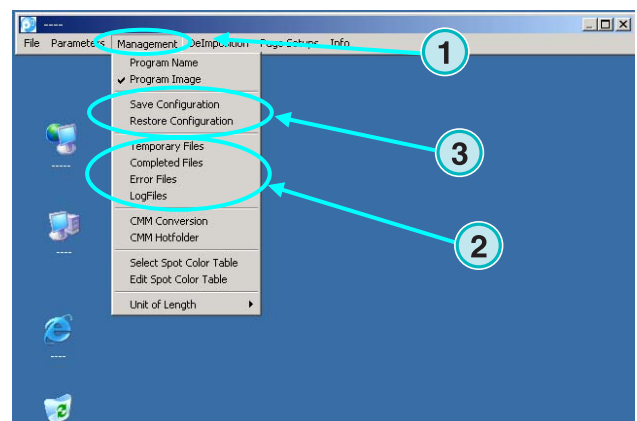 ----
File Parameters Management DeImposition Page Setups Info
1
Program Name
✓ Program Image
Save Configuration
Restore Configuration
3
Temporary Files
Completed Files
Error Files
LogFiles
----
CMM Conversion
CMM Hotfolder
2
----
Select Spot Color Table
Edit Spot Color Table
Unit of Length
----